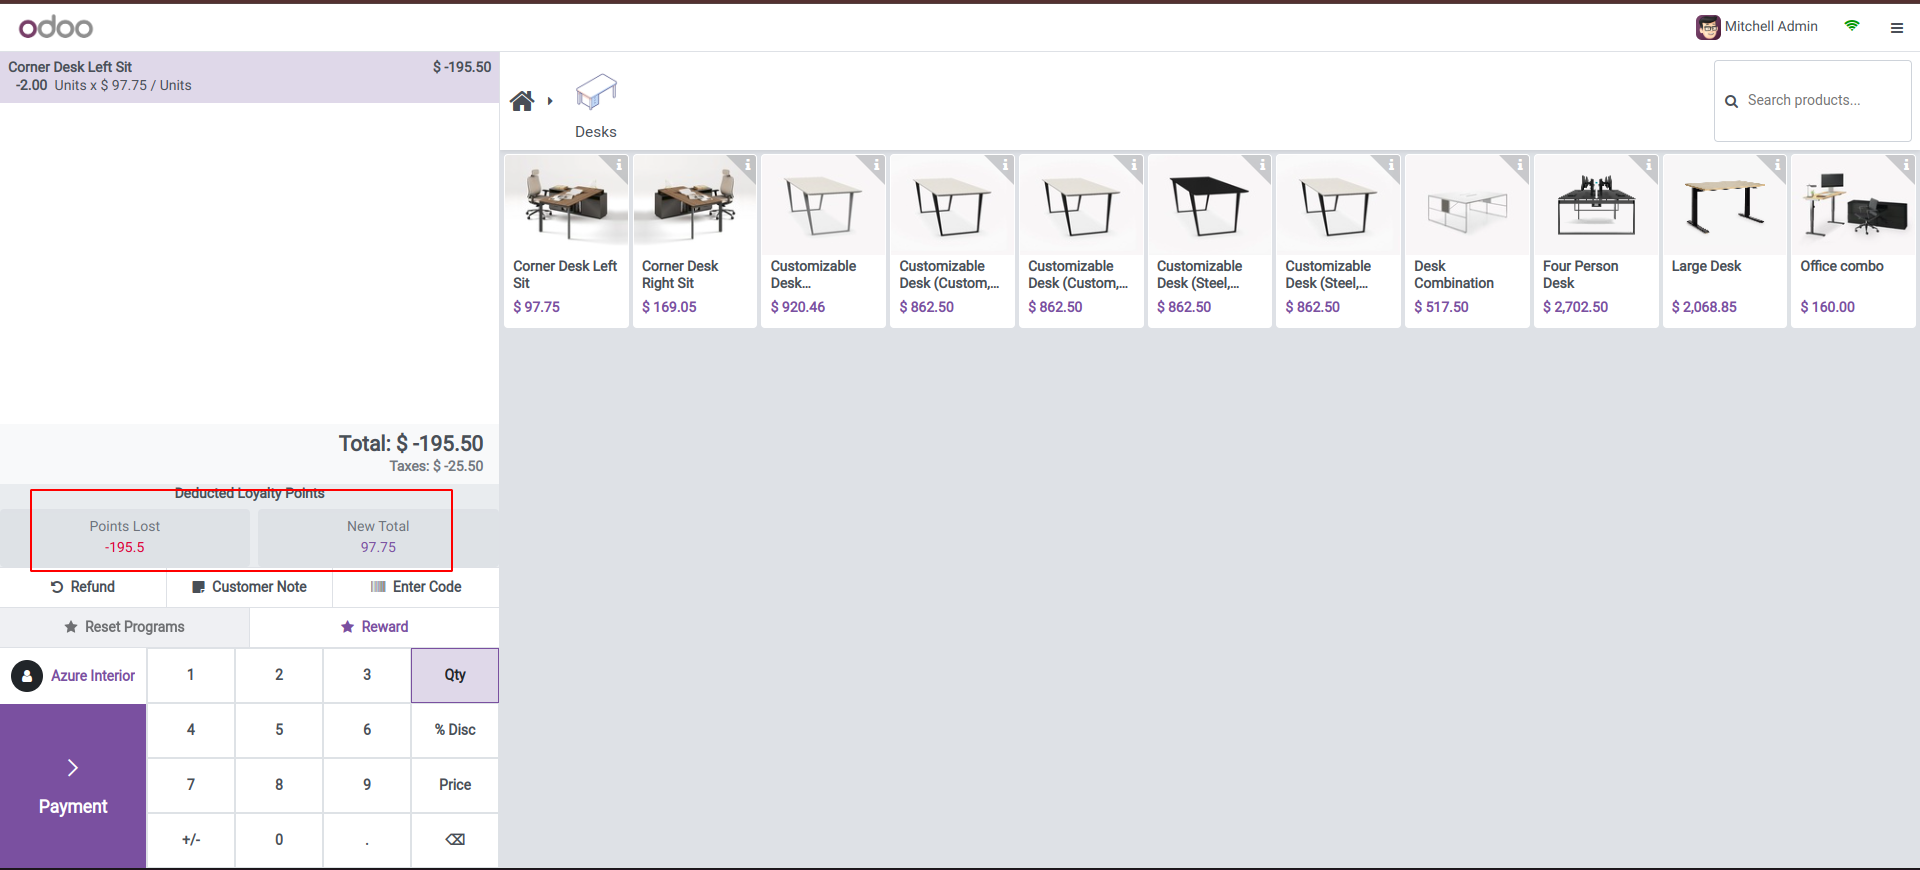 odoo
Mitchell Admin
Corner Desk Left Sit $ -195.50
-2.00 Units x $ 97.75 / Units
Desks
Search products...
Corner Desk Left Sit
$ 97.75
Corner Desk Right Sit
$ 169.05
Customizable Desk...
$ 920.46
Customizable Desk (Custom,...
$ 862.50
Customizable Desk (Custom,...
$ 862.50
Customizable Desk (Steel,...
$ 862.50
Customizable Desk (Steel,...
$ 862.50
Desk Combination
$ 517.50
Four Person Desk
$ 2,702.50
Large Desk
$ 2,068.85
Office combo
$ 160.00
Total: $ -195.50
Taxes: $ -25.50
Deducted Loyalty Points
Points Lost
-195.5
New Total
97.75
Refund
Customer Note
Enter Code
Reset Programs
Reward
Azure Interior
1 2 3 Qty
4 5 6 % Disc
7 8 9 Price
+/- 0 .
Payment